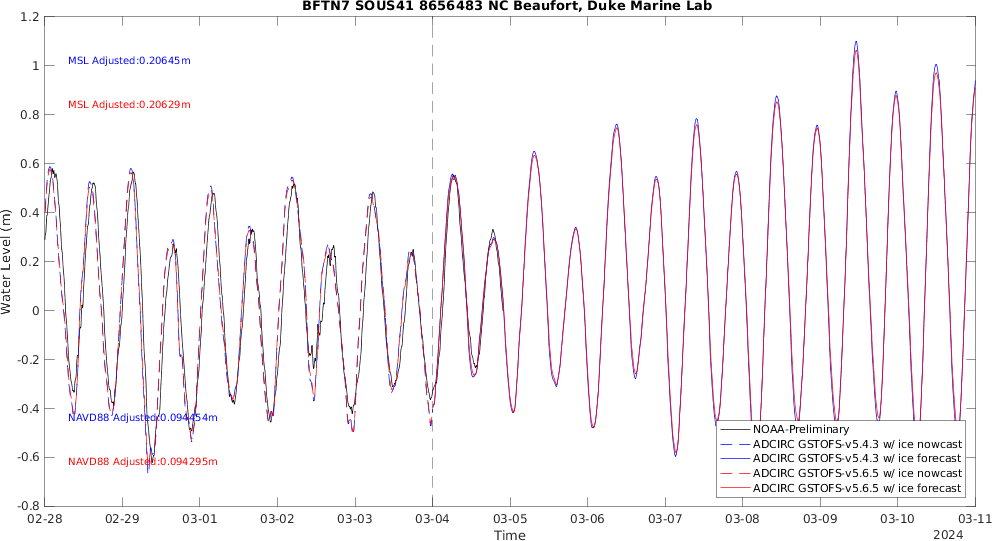 BFTN7 SOUS41 8656483 NC Beaufort, Duke Marine Lab
1.2
1
0.8
0.6
0.4
0.2
0
-0.2
-0.4
-0.6
-0.8
Water Level (m)
MSL Adjusted:0.20645m
MSL Adjusted:0.20629m
NAVD88 Adjusted:0.094454m
NAVD88 Adjusted:0.094295m
NOAA-Preliminary
ADCIRC GSTOFS-v5.4.3 w/ ice nowcast
ADCIRC GSTOFS-v5.4.3 w/ ice forecast
ADCIRC GSTOFS-v5.6.5 w/ ice nowcast
ADCIRC GSTOFS-v5.6.5 w/ ice forecast
02-28 02-29 03-01 03-02 03-03 03-04 03-05 03-06 03-07 03-08 03-09 03-10 03-11
Time
2024